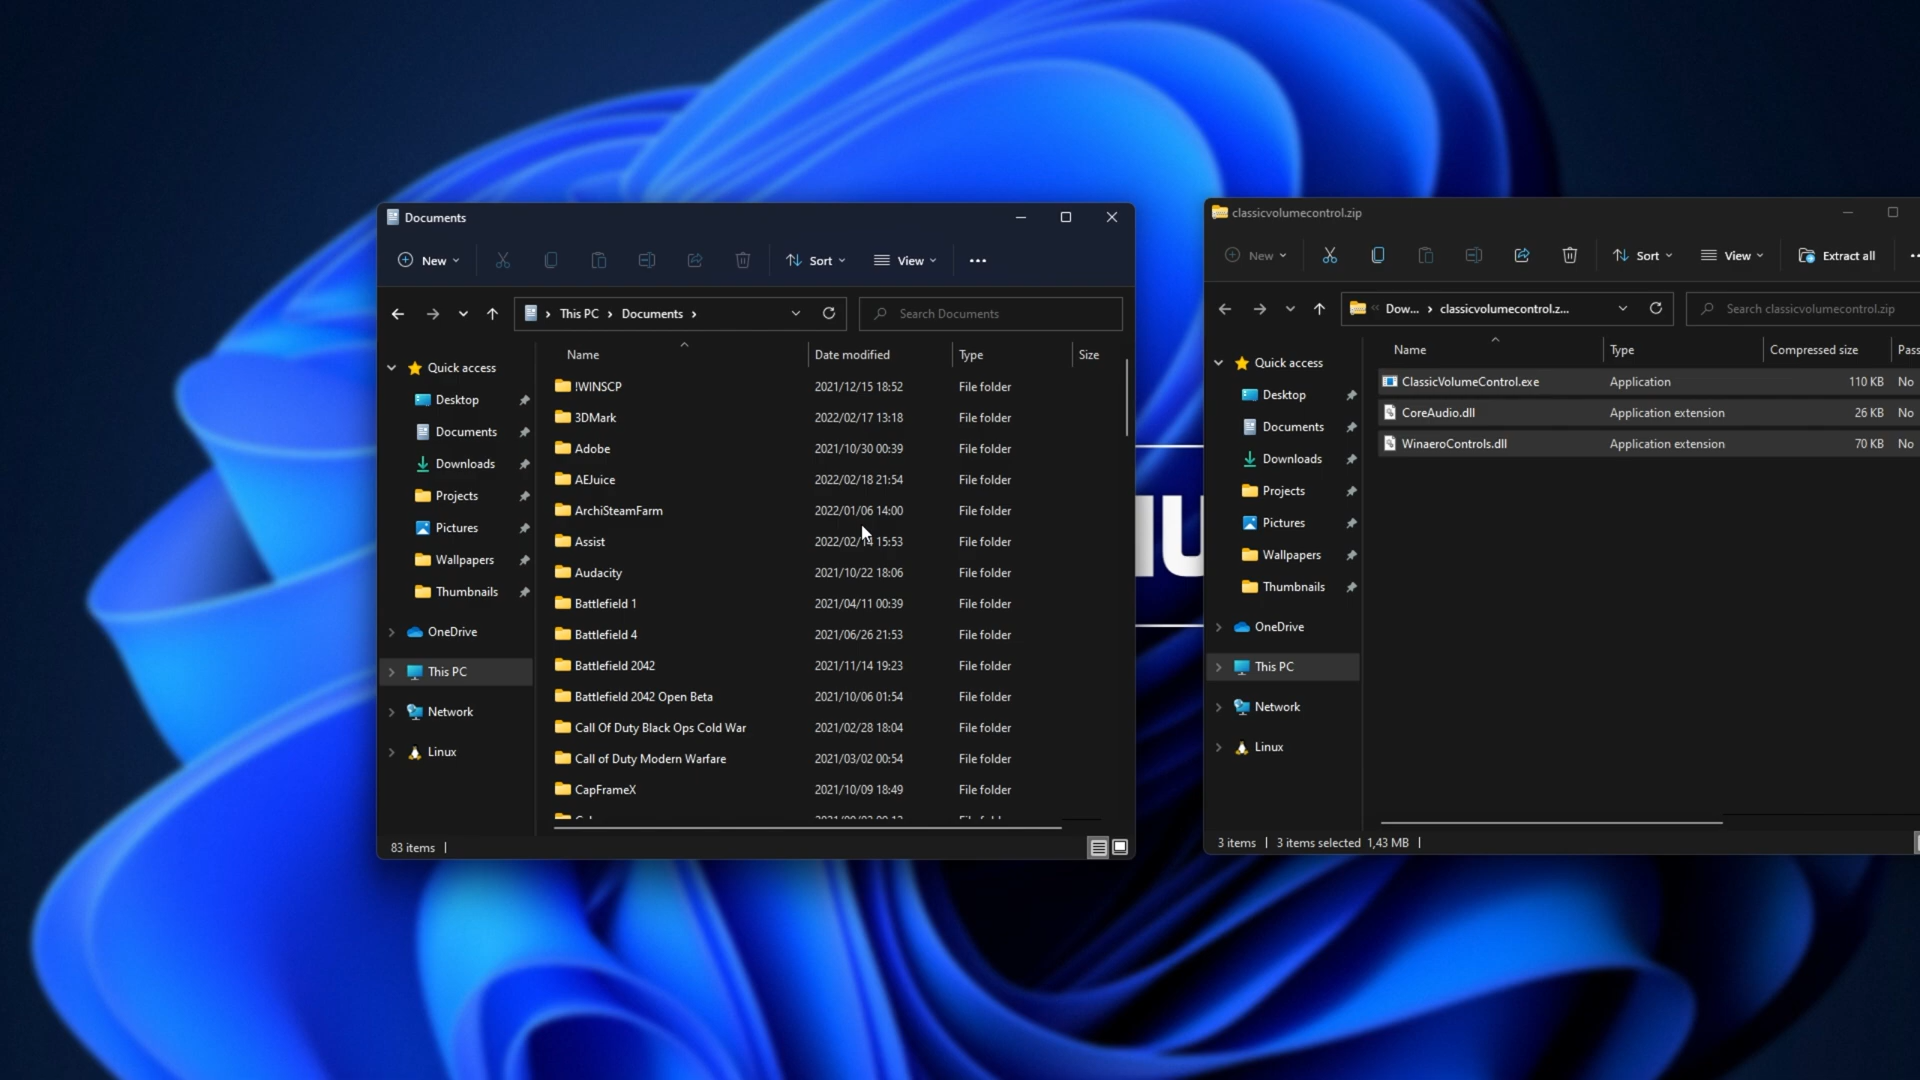 Documents
New
Sort
View
This PC
Documents
Search Documents
Name
Date modified
Type
Size
Quick access
Desktop
Documents
Downloads
Projects
Pictures
Wallpapers
Thumbnails
OneDrive
This PC
Network
Linux
!WINSCP 2021/12/15 18:52 File folder
3DMark 2022/02/17 13:18 File folder
Adobe 2021/10/30 00:39 File folder
AEJuice 2022/02/18 21:54 File folder
ArchiSteamFarm 2022/01/06 14:00 File folder
Assist 2022/02/14 15:53 File folder
Audacity 2021/10/22 18:06 File folder
Battlefield 1 2021/04/11 00:39 File folder
Battlefield 4 2021/06/26 21:53 File folder
Battlefield 2042 2021/11/14 19:23 File folder
Battlefield 2042 Open Beta 2021/10/06 01:54 File folder
Call Of Duty Black Ops Cold War 2021/02/28 18:04 File folder
Call of Duty Modern Warfare 2021/03/02 00:54 File folder
CapFrameX 2021/10/09 18:49 File folder
83 items
classicvolumecontrol.zip
New
Sort
View
Extract all
Dow...
classicvolumecontrol.z...
Search classicvolumecontrol.zip
Name
Type
Compressed size
Pass
Quick access
Desktop
Documents
Downloads
Projects
Pictures
Wallpapers
Thumbnails
OneDrive
This PC
Network
Linux
ClassicVolumeControl.exe Application 110 KB No
CoreAudio.dll Application extension 26 KB No
WinaeroControls.dll Application extension 70 KB No
3 items
3 items selected 1,43 MB